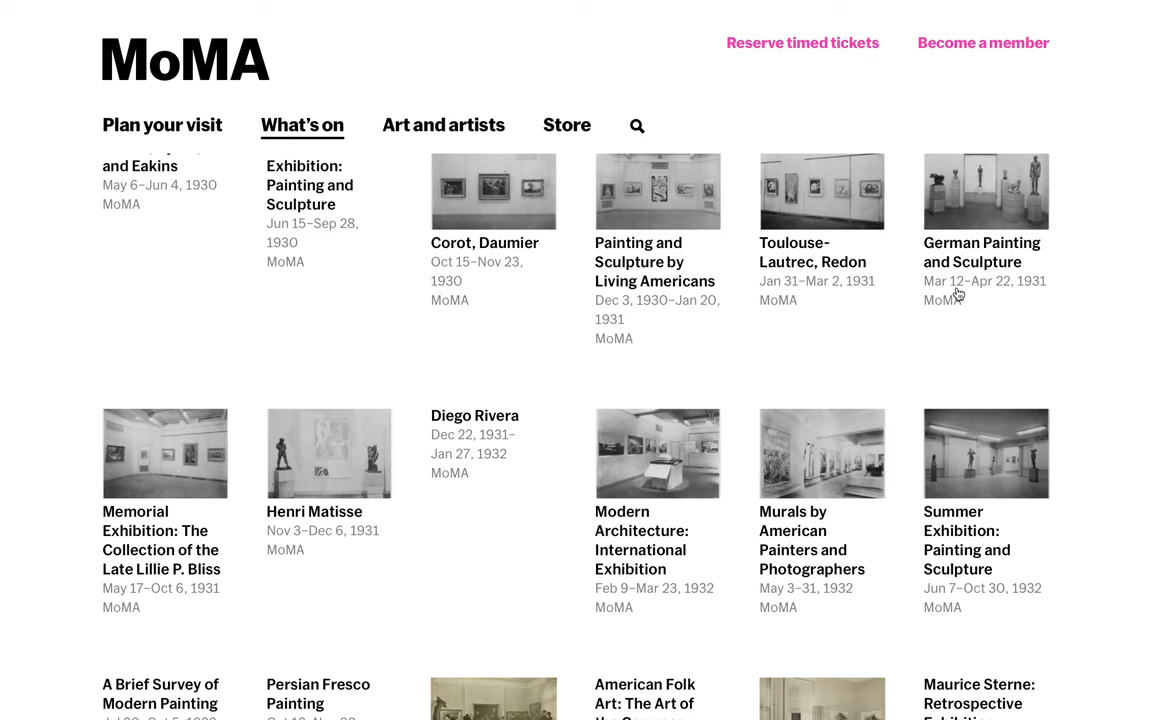 MoMA
Reserve timed tickets
Become a member
Plan your visit
What's on
Art and artists
Store
and Eakins
May 6–Jun 4, 1930
MoMA
Exhibition:
Painting and
Sculpture
Jun 15–Sep 28,
1930
MoMA
Corot, Daumier
Oct 15–Nov 23,
1930
MoMA
Painting and
Sculpture by
Living Americans
Dec 3, 1930–Jan 20,
1931
MoMA
Toulouse-
Lautrec, Redon
Jan 31–Mar 2, 1931
MoMA
German Painting
and Sculpture
Mar 12–Apr 22, 1931
MoMA
Memorial
Exhibition: The
Collection of the
Late Lillie P. Bliss
May 17–Oct 6, 1931
MoMA
Henri Matisse
Nov 3–Dec 6, 1931
MoMA
Diego Rivera
Dec 22, 1931–
Jan 27, 1932
MoMA
Modern
Architecture:
International
Exhibition
Feb 9–Mar 23, 1932
MoMA
Murals by
American
Painters and
Photographers
May 3–31, 1932
MoMA
Summer
Exhibition:
Painting and
Sculpture
Jun 7–Oct 30, 1932
MoMA
A Brief Survey of
Modern Painting
Persian Fresco
Painting
American Folk
Art: The Art of
Maurice Sterne:
Retrospective